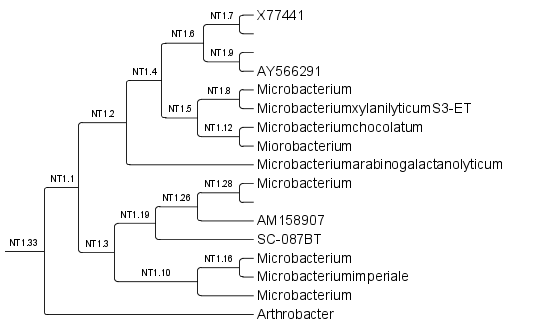 NT1.7
X77441
NT1.6
NT1.9
AY566291
NT1.4
NT1.8
Microbacterium
NT1.5
MicrobacteriumxylanilyticumS3-ET
NT1.2
NT1.12
Microbacteriumchocolatum
Miorobacterium
Microbacteriumarabinogalactanolyticum
NT1.1
NT1.28
Microbacterium
NT1.26
NT1.19
AM158907
NT1.33
NT1.3
SC-087BT
NT1.16
Microbacterium
NT1.10
Microbacteriumimperiale
Microbacterium
Arthrobacter